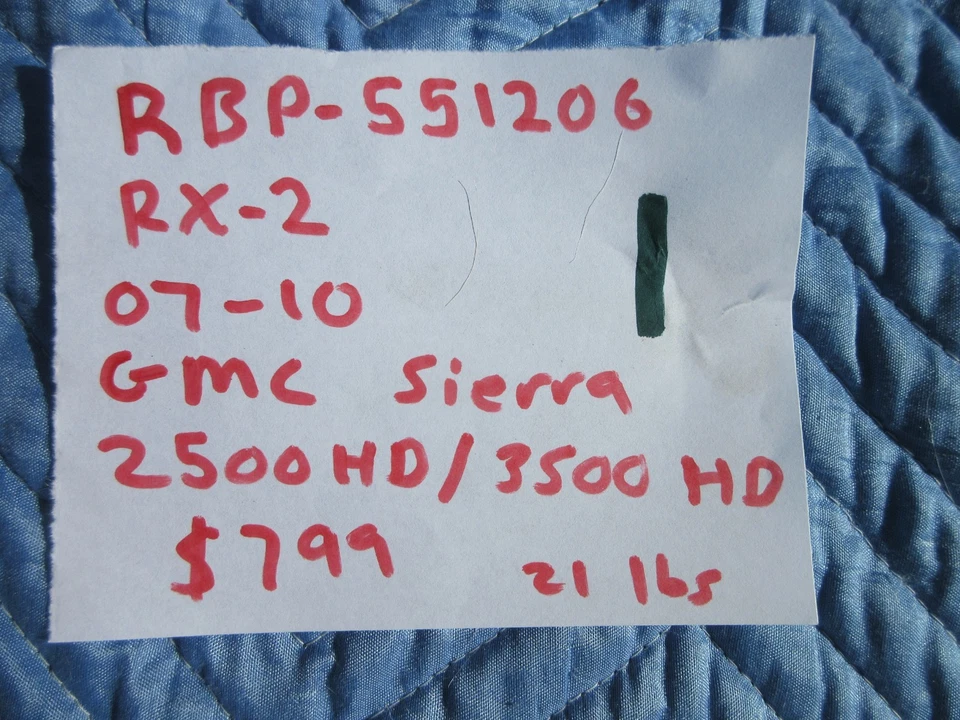 RBP-551206
RX-2
07-10
GMC Sierra
2500HD/3500 HD
$799 21 lbs